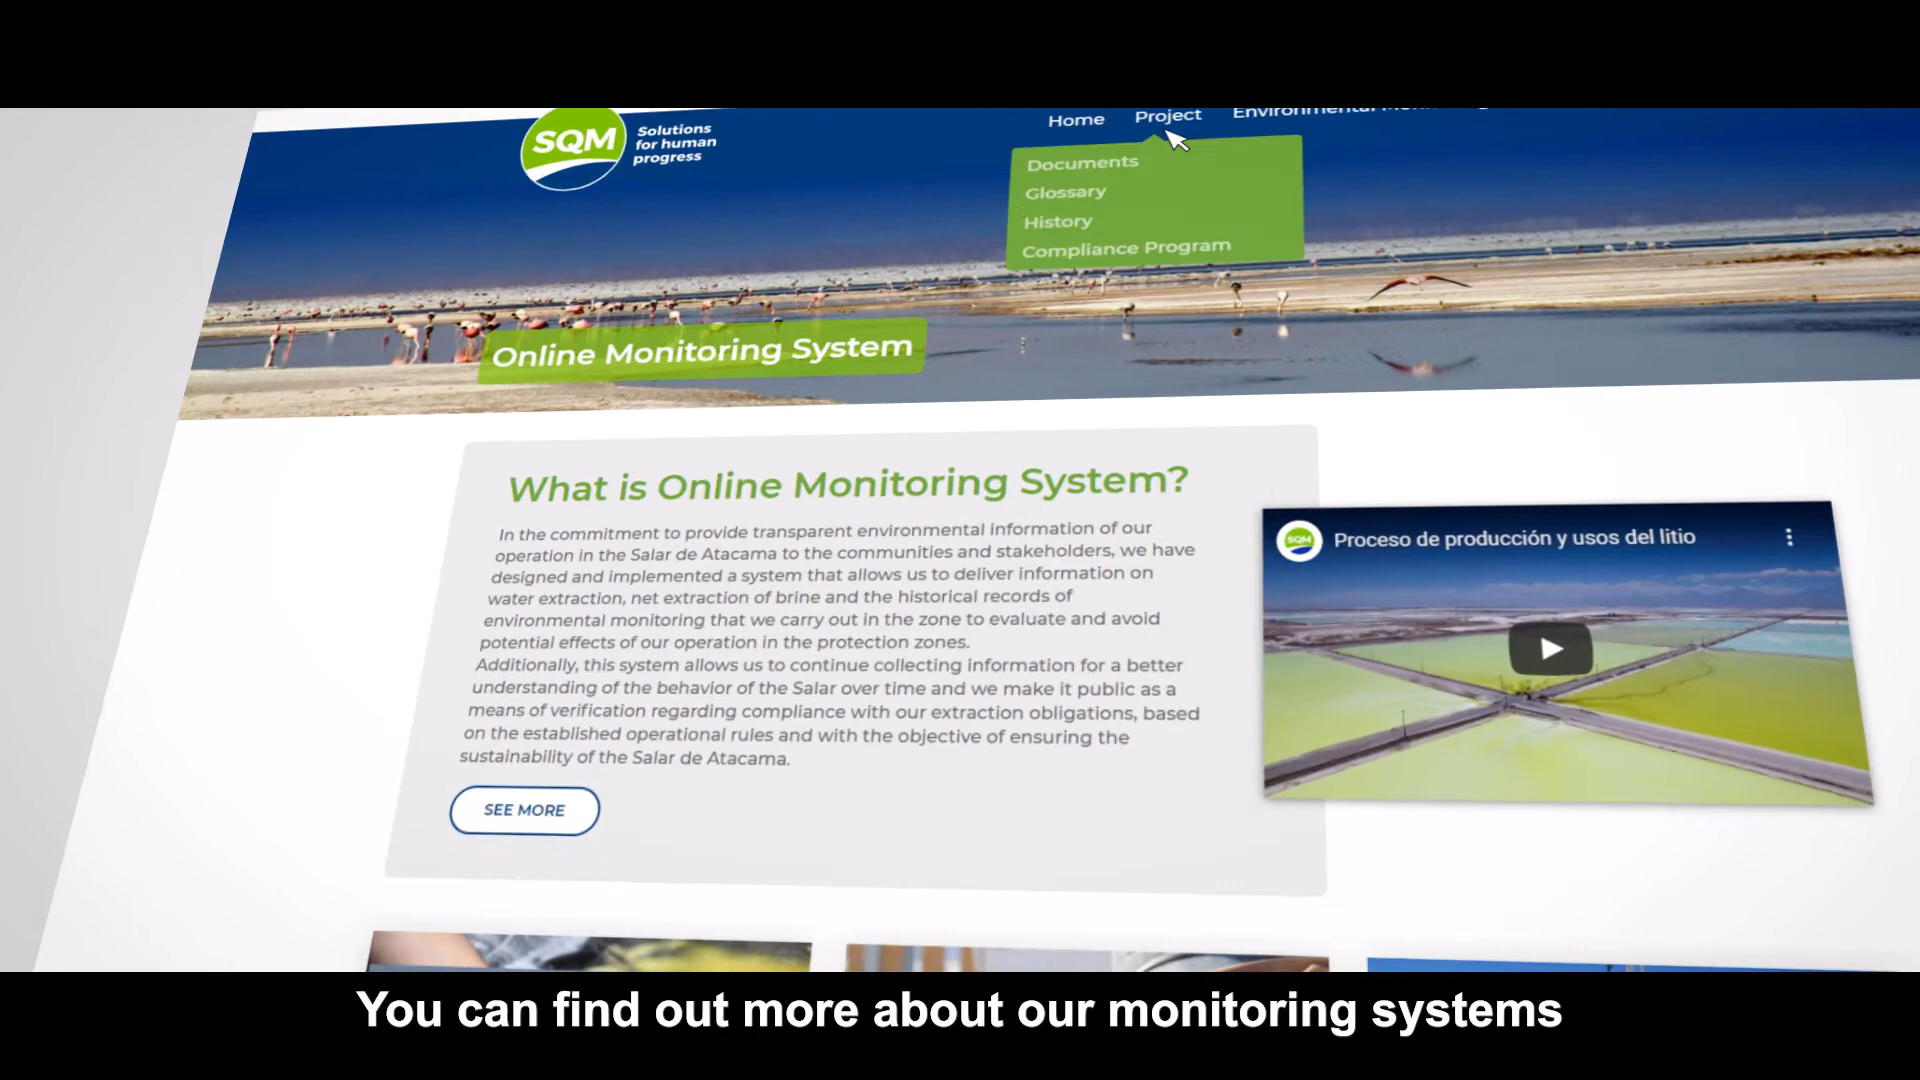 SQM
Solutions
for human
progress
Home
Project
Environmental Monitoring
Documents
Glossary
History
Compliance Program
Online Monitoring System
What is Online Monitoring System?
In the commitment to provide transparent environmental information of our
operation in the Salar de Atacama to the communities and stakeholders, we have
designed and implemented a system that allows us to deliver information on
water extraction, net extraction of brine and the historical records of
environmental monitoring that we carry out in the zone to evaluate and avoid
potential effects of our operation in the protection zones.
Additionally, this system allows us to continue collecting information for a better
understanding of the behavior of the Salar over time and we make it public as a
means of verification regarding compliance with our extraction obligations, based
on the established operational rules and with the objective of ensuring the
sustainability of the Salar de Atacama.
SEE MORE
SQM
Proceso de producción y usos del litio
You can find out more about our monitoring systems